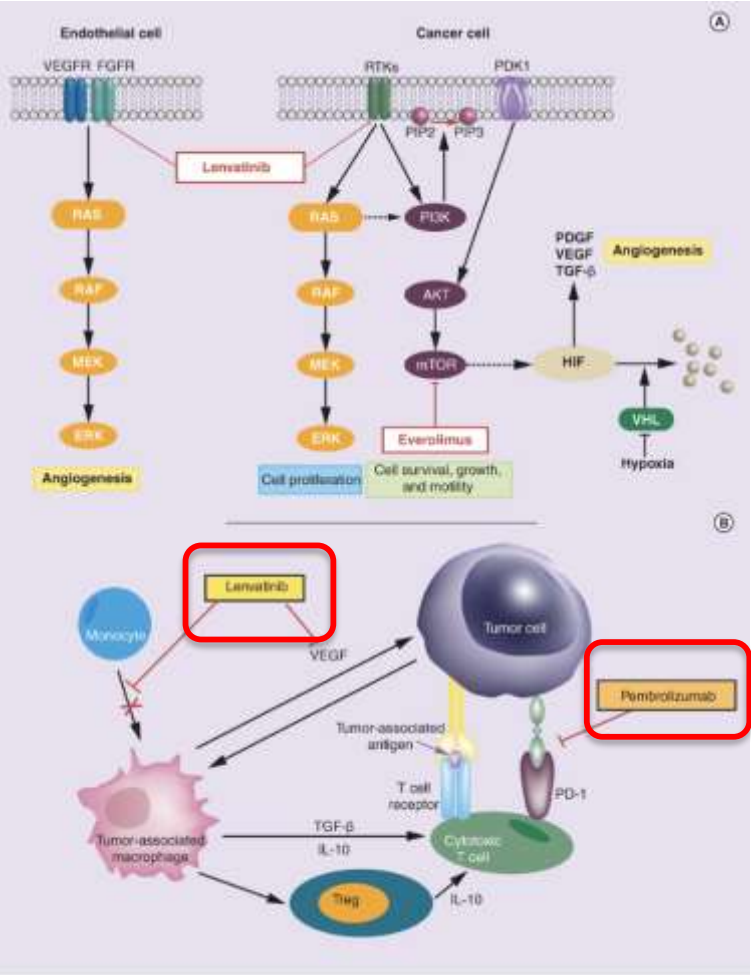 A
Endothelial cell
Cancer cell
VEGFR FGFR
RTKs
PDK1
PIP2
PIP3
Lenvatinib
RAS
RAS
PI3K
PDGF
VEGF
TGF-β
Angiogenesis
RAF
RAF
AKT
MEK
MEK
mTOR
HIF
VHL
ERK
ERK
Everolimus
Hypoxia
Angiogenesis
Cell proliferation
Cell survival, growth,
and motility
B
Lenvatinib
Monocyte
Tumor cell
VEGF
Pembrolizumab
Tumor-associated
antigen
T cell
receptor
PD-1
TGF-β
IL-10
Tumor-associated
macrophage
Cytotoxic
T cell
Treg
IL-10